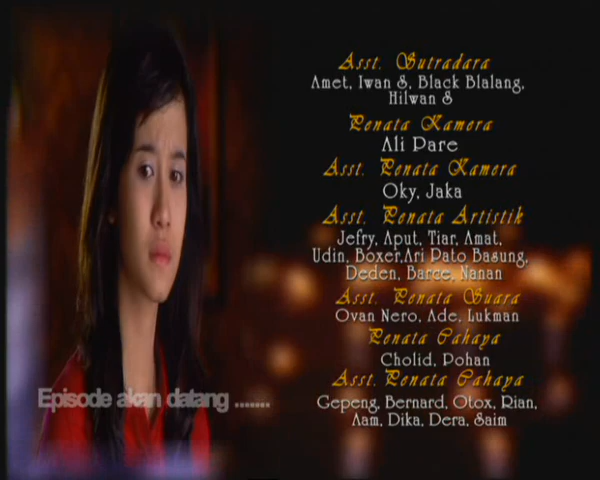 Asst. Sutradara
Amet, Iwan S, Black Blalang,
Hilwan S
Penata Kamera
Ali Pare
Asst. Penata Kamera
Oky, Jaka
Asst. Penata Artistik
Jefry, Aput, Tiar, Amat,
Udin, Boxer,Ari Pato Basung,
Deden, Barce, Nanan
Asst. Penata Suara
Ovan Nero, Ade, Lukman
Penata Cahaya
Cholid, Pohan
Asst. Penata Cahaya
Gepeng, Bernard, Otox, Rian,
Aam, Dika, Dera, Saim
Episode akan datang .......